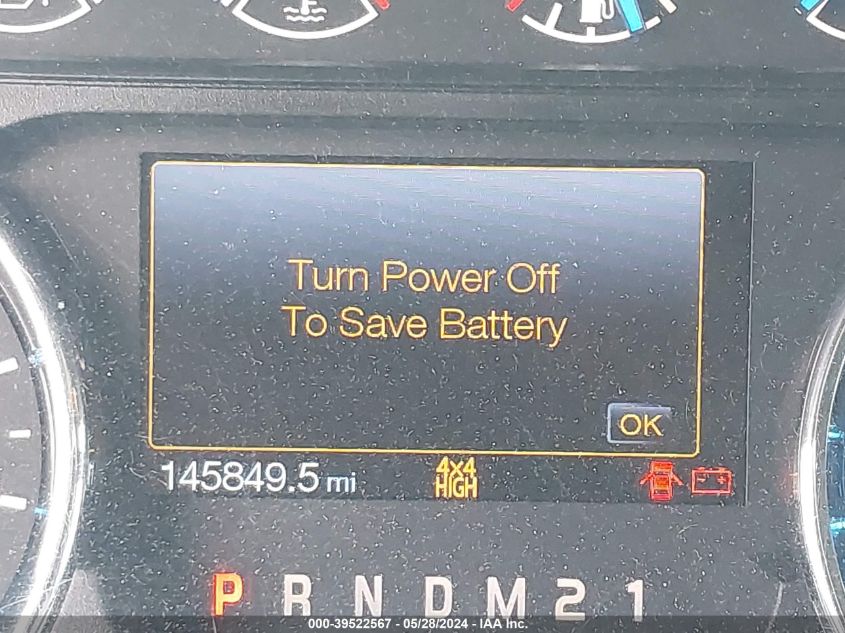 Turn Power Off
To Save Battery
OK
145849.5 mi
4x4
HIGH
P R N D M 2 1
000-39522567 - 05/28/2024 - IAA Inc.